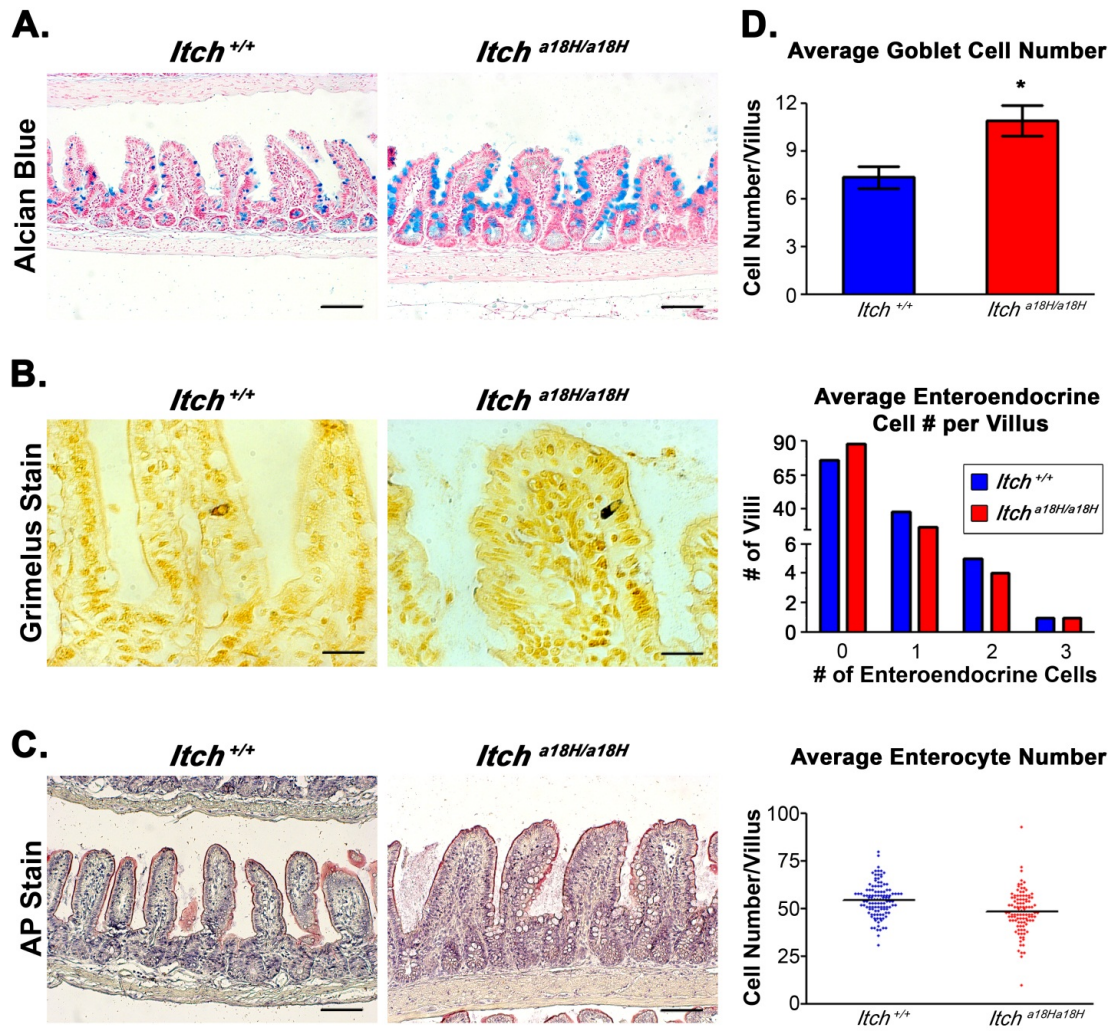 A.
Itch +/+
Itch a18H/a18H
Alcian Blue
D.
Average Goblet Cell Number
Cell Number/Villus
12
9
6
3
0
*
Itch +/+
Itch a18H/a18H
B.
Itch +/+
Itch a18H/a18H
Grimelus Stain
Average Enteroendocrine
Cell # per Villus
# of Villi
90
65
40
6
4
2
0
Itch +/+
Itch a18H/a18H
0 1 2 3
# of Enteroendocrine Cells
C.
Itch +/+
Itch a18H/a18H
AP Stain
Average Enterocyte Number
Cell Number/Villus
100
75
50
25
0
Itch +/+
Itch a18Ha18H